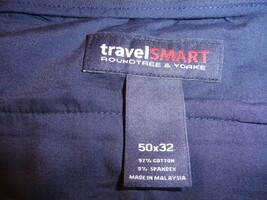 travelSMART
ROUNDTREE & YORKE
50x32
97% COTTON
3% SPANDEX
MADE IN MALAYSIA